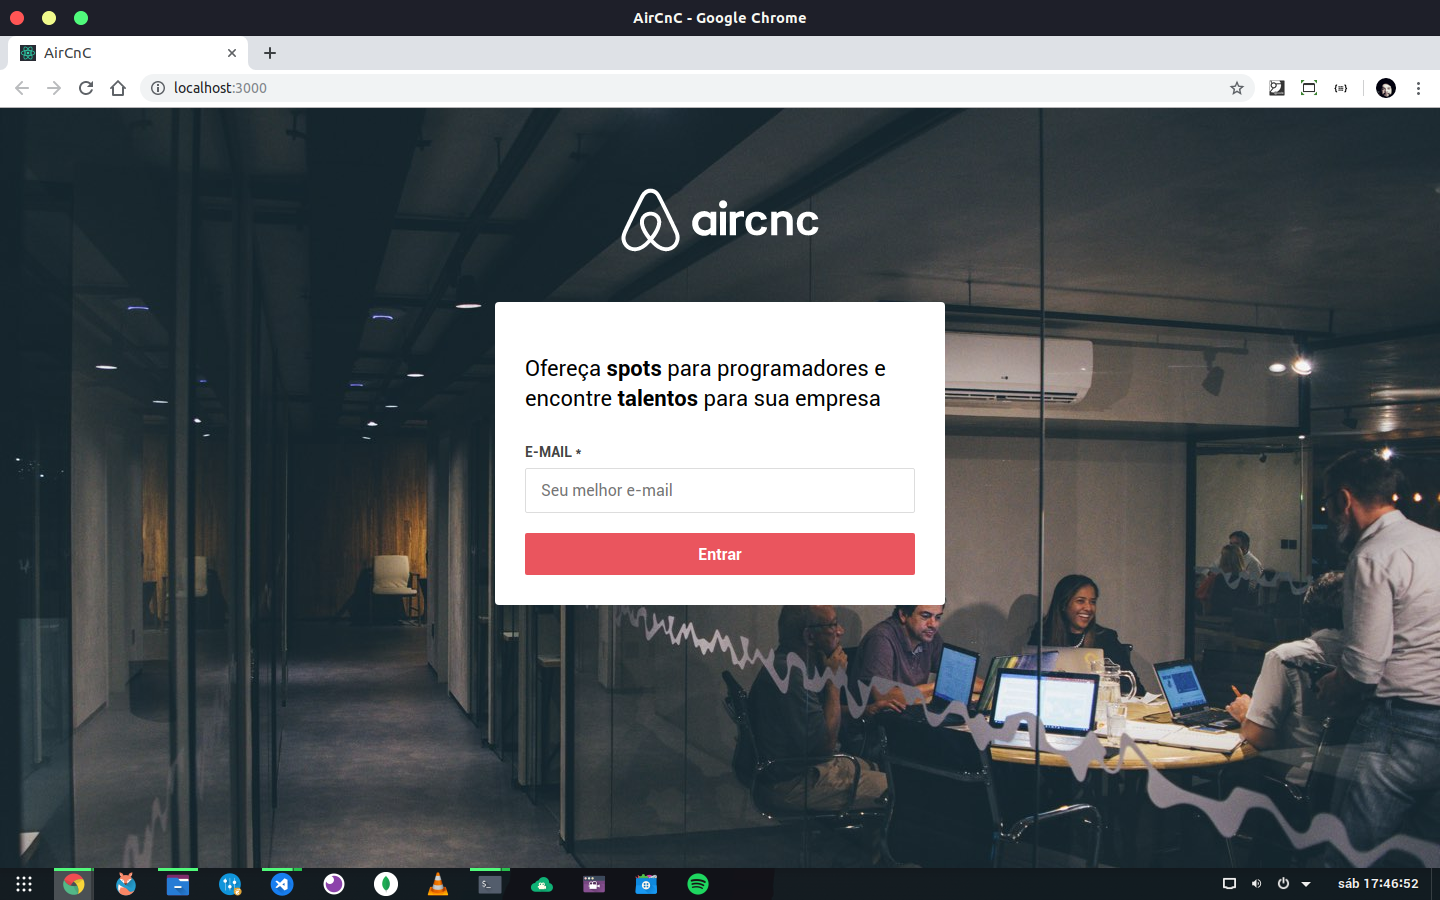 AirCnC - Google Chrome
AirCnC
localhost:3000
aircnc
Ofereça spots para programadores e
encontre talentos para sua empresa
E-MAIL *
Seu melhor e-mail
Entrar
sáb 17:46:52